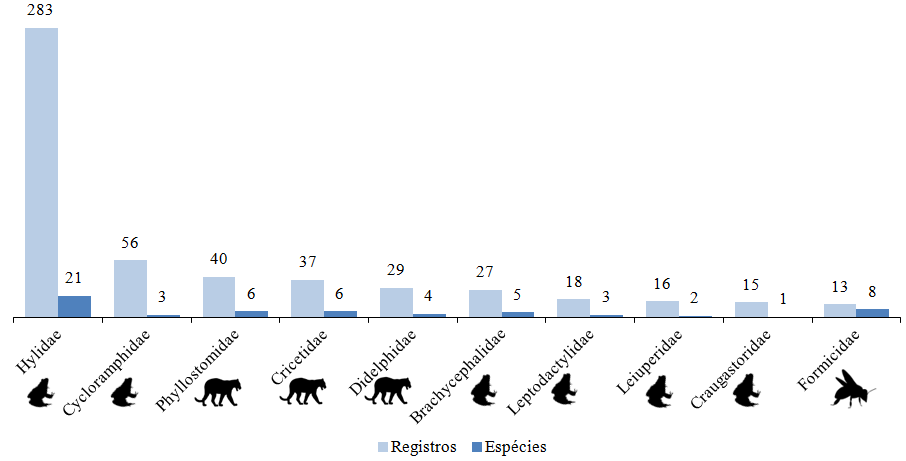 283
21
56
3
40
6
37
6
29
4
27
5
18
3
16
2
15
1
13
8
Hylidae
Cycloramphidae
Phyllostomidae
Cricetidae
Didelphidae
Brachycephalidae
Leptodactylidae
Leiuperidae
Craugastoridae
Formicidae
Registros
Espécies